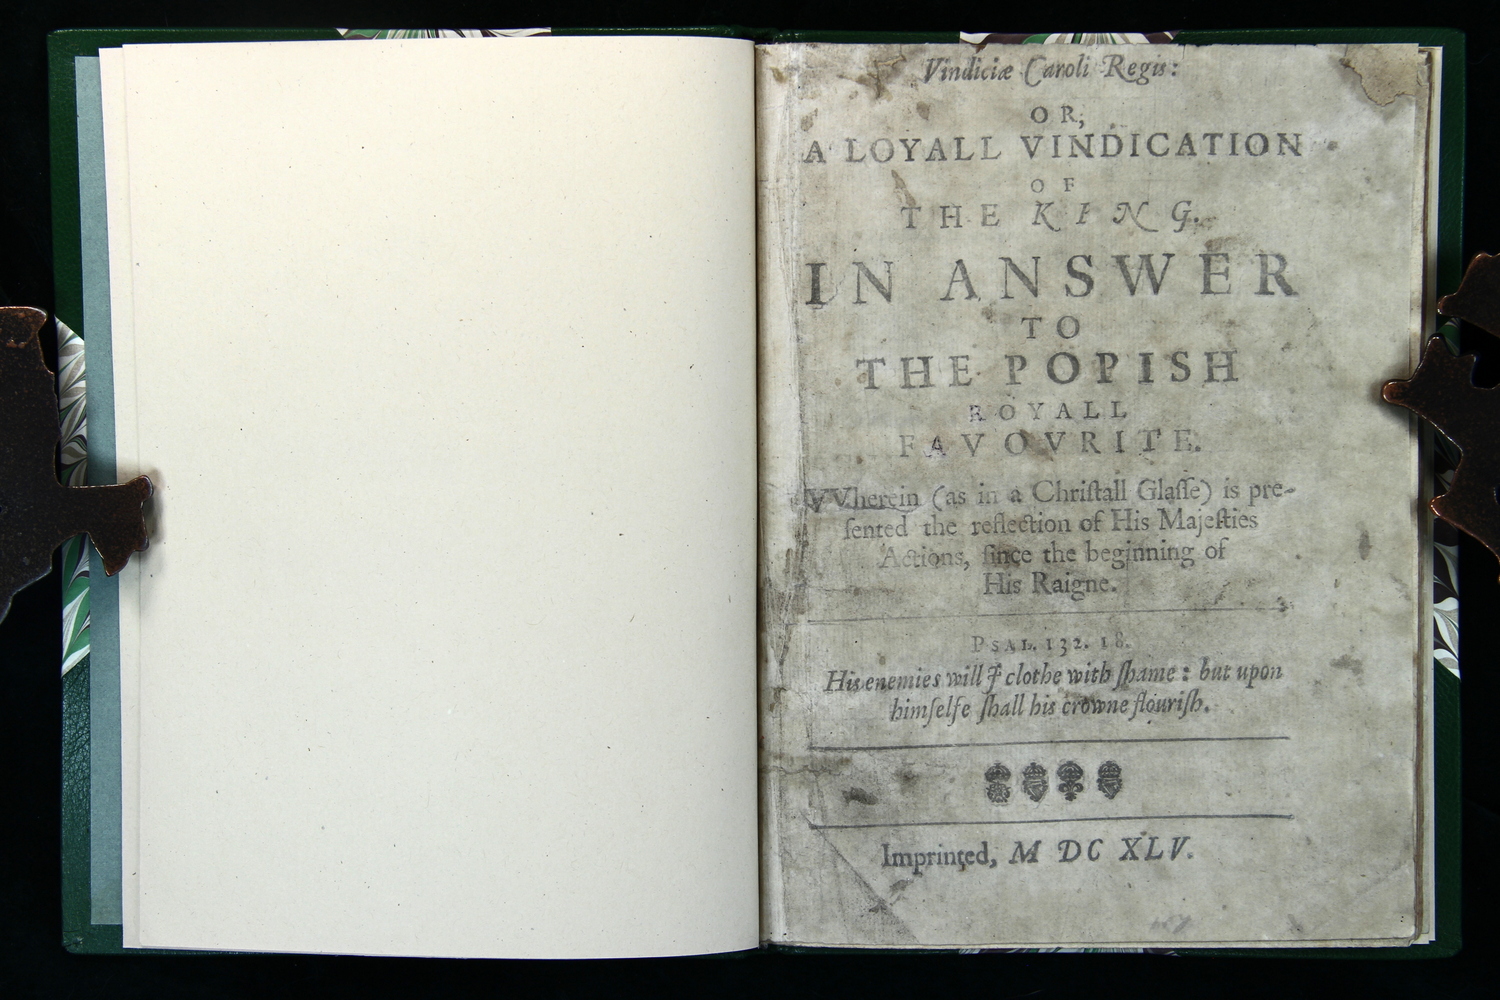 Vindiciæ Caroli Regis:
OR,
A LOYALL VINDICATION
OF
THE KING.
IN ANSWER
TO
THE POPISH
ROYALL
FAVOVRITE.
VVherein (as in a Chriſtall Glaſſe) is pre-
ſented the reflection of His Majeſties
Actions, ſince the beginning of
His Raigne.
PSAL. 132. 18.
His enemies will I clothe with ſhame: but upon
himſelfe ſhall his crowne flouriſh.
Imprinted, M DC XLV.